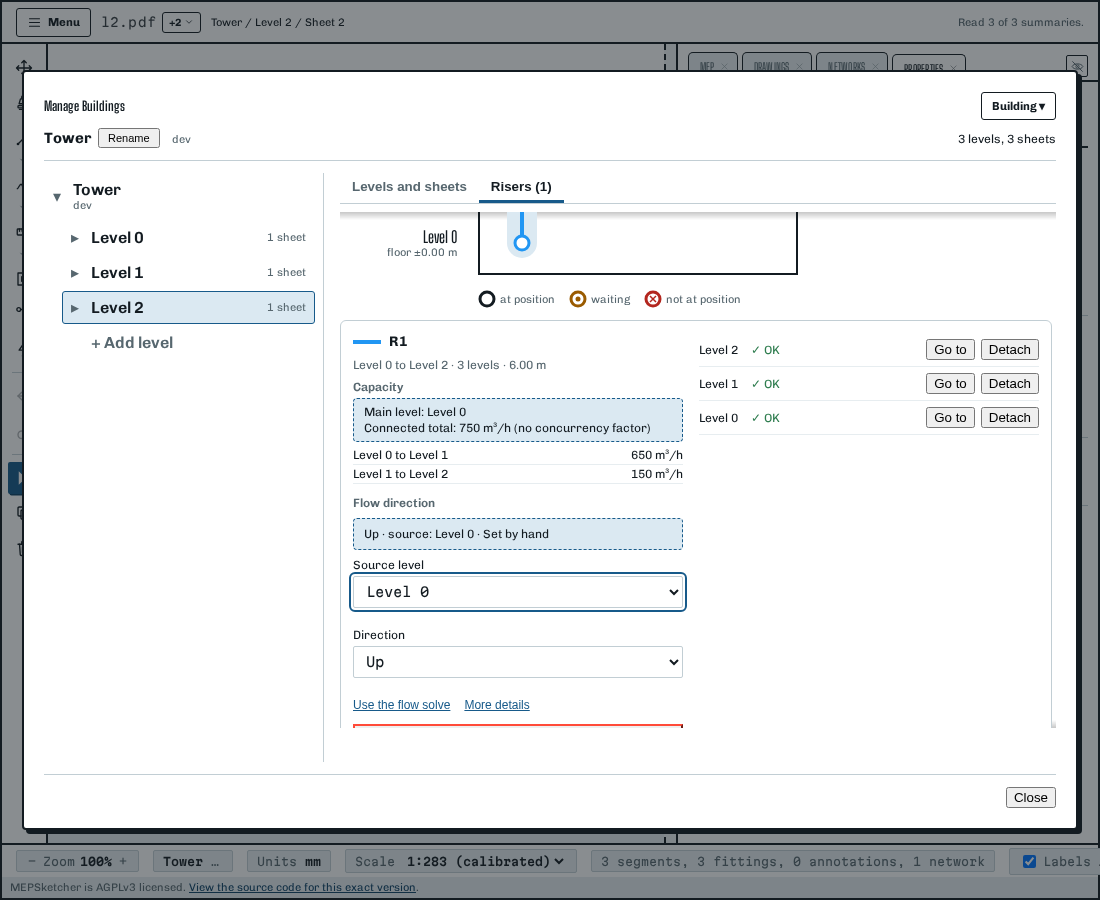 Menu
l2.pdf
+2
Tower / Level 2 / Sheet 2
Read 3 of 3 summaries.
MEP ×
DRAWINGS ×
NETWORKS ×
PROPERTIES
Manage Buildings
Building ▾
Tower
Rename
dev
3 levels, 3 sheets
▼ Tower
dev
▶ Level 0 1 sheet
▶ Level 1 1 sheet
▶ Level 2 1 sheet
+ Add level
Levels and sheets
Risers (1)
Level 0
floor ±0.00 m
at position
waiting
not at position
R1
Level 0 to Level 2 · 3 levels · 6.00 m
Capacity
Main level: Level 0
Connected total: 750 m³/h (no concurrency factor)
Level 0 to Level 1 650 m³/h
Level 1 to Level 2 150 m³/h
Flow direction
Up · source: Level 0 · Set by hand
Source level
Level 0
Direction
Up
Use the flow solve
More details
Level 2 ✓ OK Go to Detach
Level 1 ✓ OK Go to Detach
Level 0 ✓ OK Go to Detach
Close
− Zoom 100% +
Tower …
Units mm
Scale 1:283 (calibrated)
3 segments, 3 fittings, 0 annotations, 1 network
Labels
MEPSketcher is AGPLv3 licensed. View the source code for this exact version.